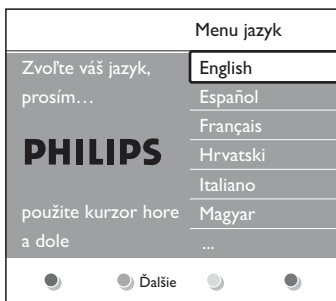 Menu jazyk
Zvoľte váš jazyk,
prosím…
PHILIPS
použite kurzor hore
a dole
English
Español
Français
Hrvatski
Italiano
Magyar
...
Ďalšie